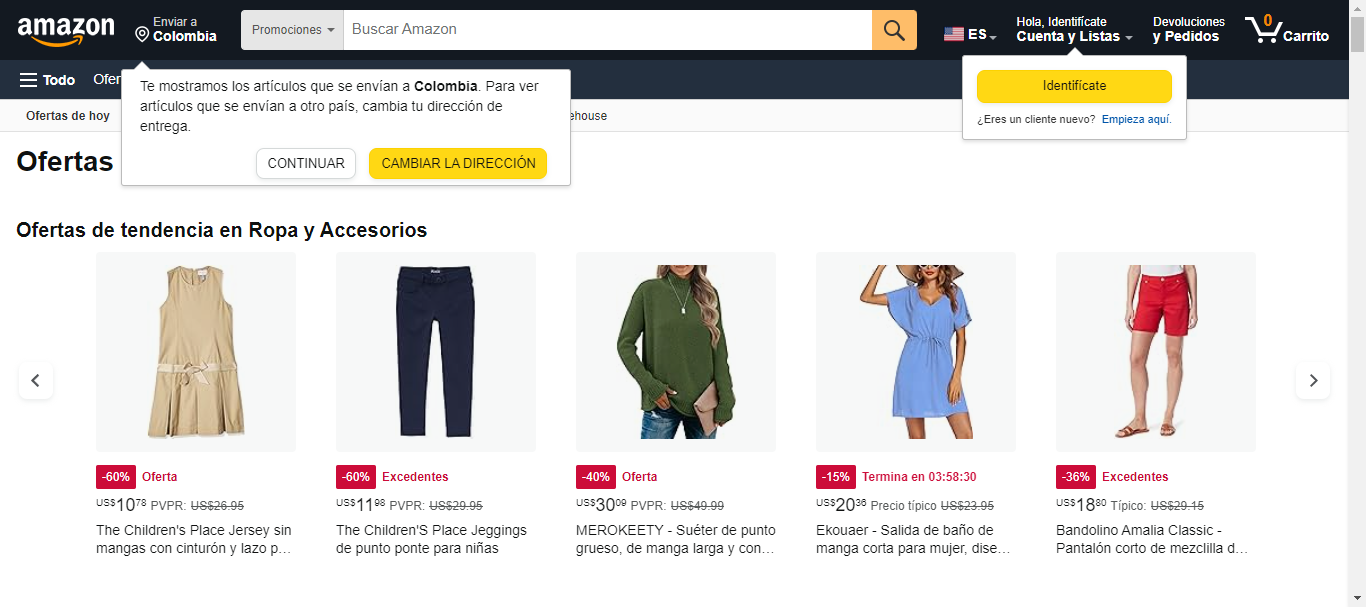 amazon
Enviar a
Colombia
Promociones
Buscar Amazon
ES
Hola, Identifícate
Cuenta y Listas
Devoluciones
y Pedidos
0
Carrito
Todo
Ofer
Te mostramos los artículos que se envían a Colombia. Para ver
artículos que se envían a otro país, cambia tu dirección de
entrega.
CONTINUAR
CAMBIAR LA DIRECCIÓN
Identifícate
¿Eres un cliente nuevo? Empieza aquí.
Ofertas de hoy
ehouse
Ofertas
Ofertas de tendencia en Ropa y Accesorios
-60% Oferta
US$1078 PVPR: US$26.95
The Children's Place Jersey sin
mangas con cinturón y lazo p…
-60% Excedentes
US$1198 PVPR: US$29.95
The Children's Place Jeggings
de punto ponte para niñas
-40% Oferta
US$3009 PVPR: US$49.99
MEROKEETY - Suéter de punto
grueso, de manga larga y con…
-15% Termina en 03:58:30
US$2036 Precio típico US$23.95
Ekouaer - Salida de baño de
manga corta para mujer, dise…
-36% Excedentes
US$1880 Típico: US$29.15
Bandolino Amalia Classic -
Pantalón corto de mezclilla d…